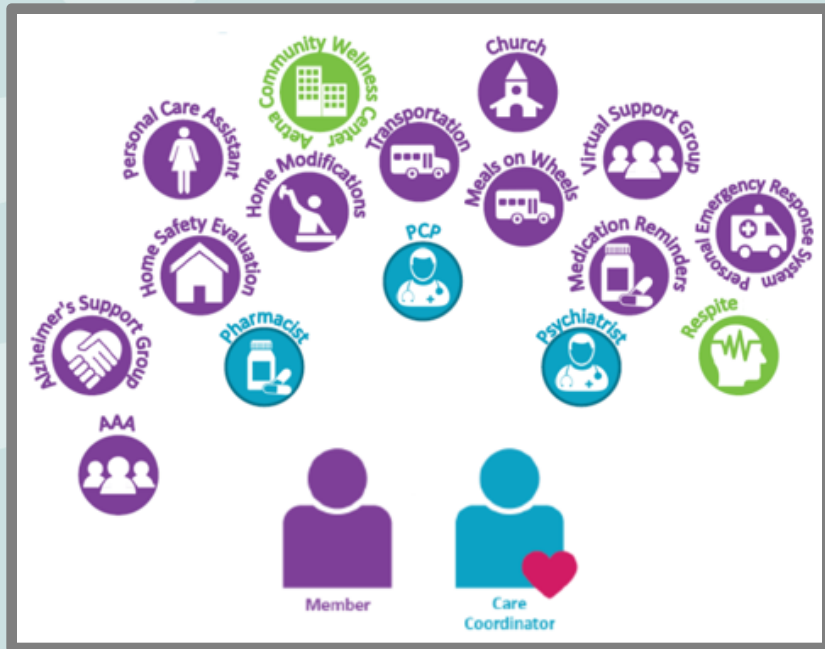 Church
Aetna Community Wellness Center
Transportation
Virtual Support Group
Personal Care Assistant
Home Modifications
Meals on Wheels
Personal Emergency Response System
PCP
Home Safety Evaluation
Medication Reminders
Alzheimer's Support Group
Pharmacist
Psychiatrist
Respite
AAA
Member
Care
Coordinator